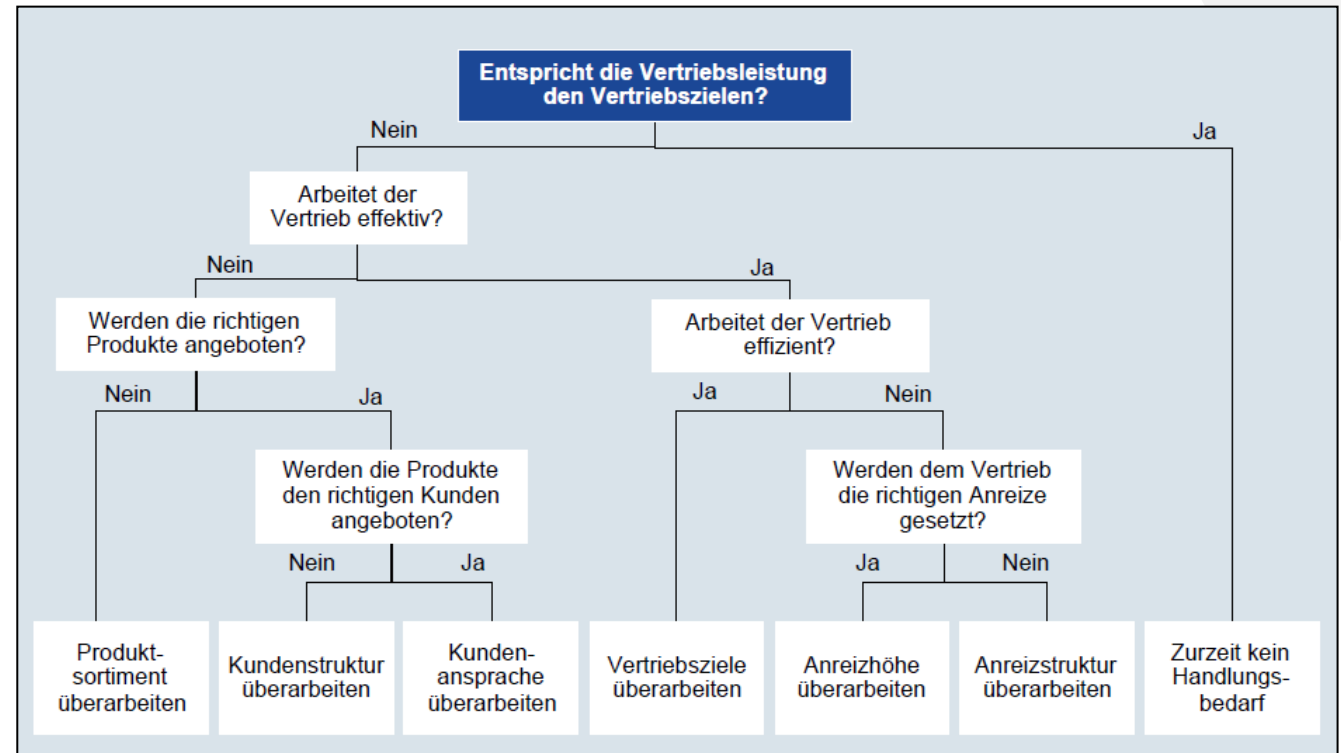 Entspricht die Vertriebsleistung
den Vertriebszielen?
Nein
Ja
Arbeitet der
Vertrieb effektiv?
Nein
Ja
Werden die richtigen
Produkte angeboten?
Arbeitet der Vertrieb
effizient?
Nein
Ja
Ja
Nein
Werden die Produkte
den richtigen Kunden
angeboten?
Werden dem Vertrieb
die richtigen Anreize
gesetzt?
Nein
Ja
Ja
Nein
Produkt-
sortiment
überarbeiten
Kundenstruktur
überarbeiten
Kunden-
ansprache
überarbeiten
Vertriebsziele
überarbeiten
Anreizhöhe
überarbeiten
Anreizstruktur
überarbeiten
Zurzeit kein
Handlungs-
bedarf